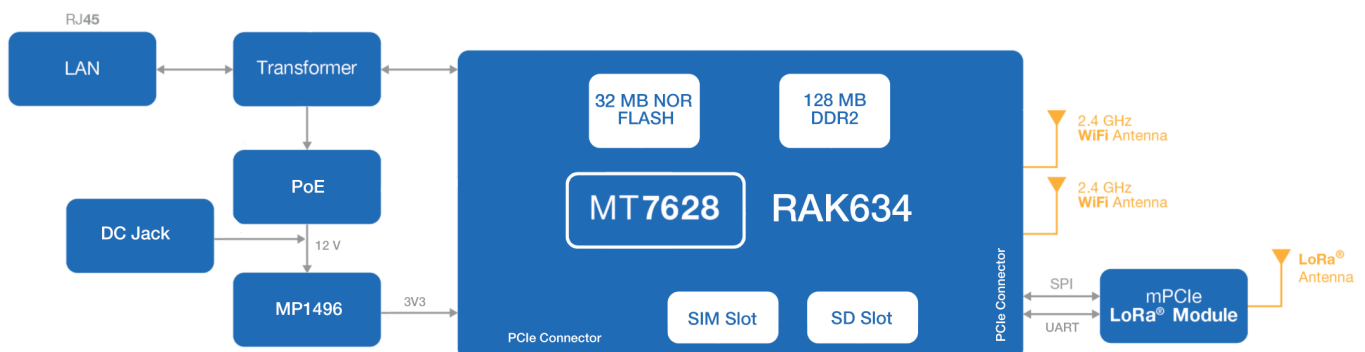 RJ45
LAN
Transformer
PoE
DC Jack
12 V
MP1496
3V3
32 MB NOR
FLASH
128 MB
DDR2
MT7628
RAK634
SIM Slot
SD Slot
PCIe Connector
PCIe Connector
2.4 GHz
WiFi Antenna
2.4 GHz
WiFi Antenna
SPI
UART
mPCIe
LoRa® Module
LoRa®
Antenna